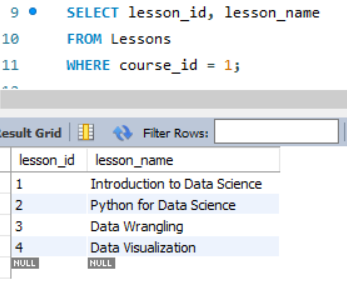 9 SELECT lesson_id, lesson_name
10 FROM Lessons
11 WHERE course_id = 1;
Result Grid Filter Rows:
lesson_id lesson_name
1 Introduction to Data Science
2 Python for Data Science
3 Data Wrangling
4 Data Visualization
NULL NULL